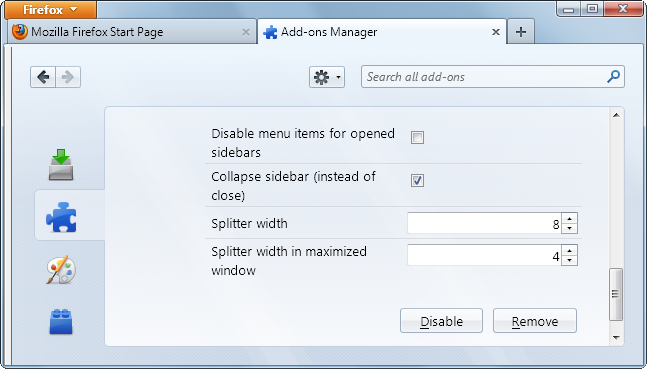 Firefox
Mozilla Firefox Start Page
Add-ons Manager
Search all add-ons
Disable menu items for opened
sidebars
Collapse sidebar (instead of
close)
Splitter width
8
Splitter width in maximized
window
4
Disable
Remove